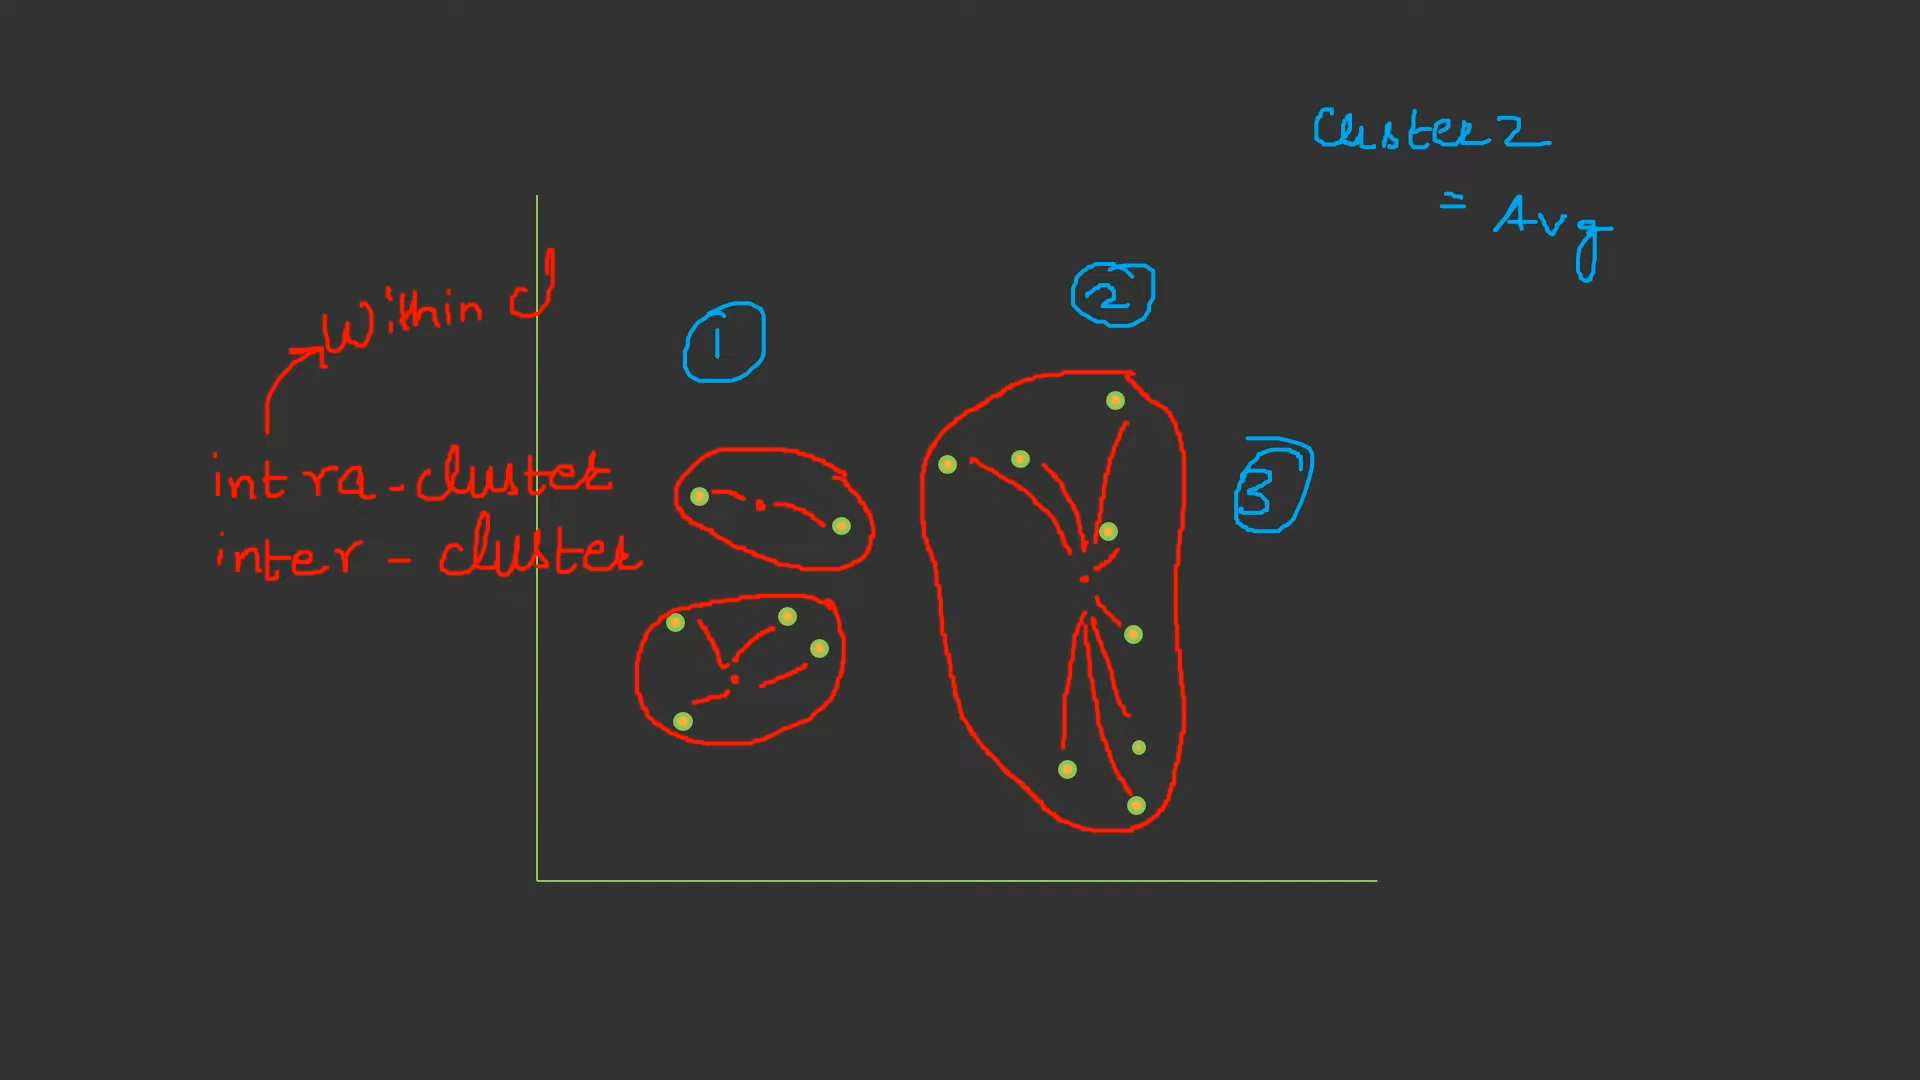 Cluster 2
= Avg
Within cl
1
2
3
intra-cluster
inter-cluster